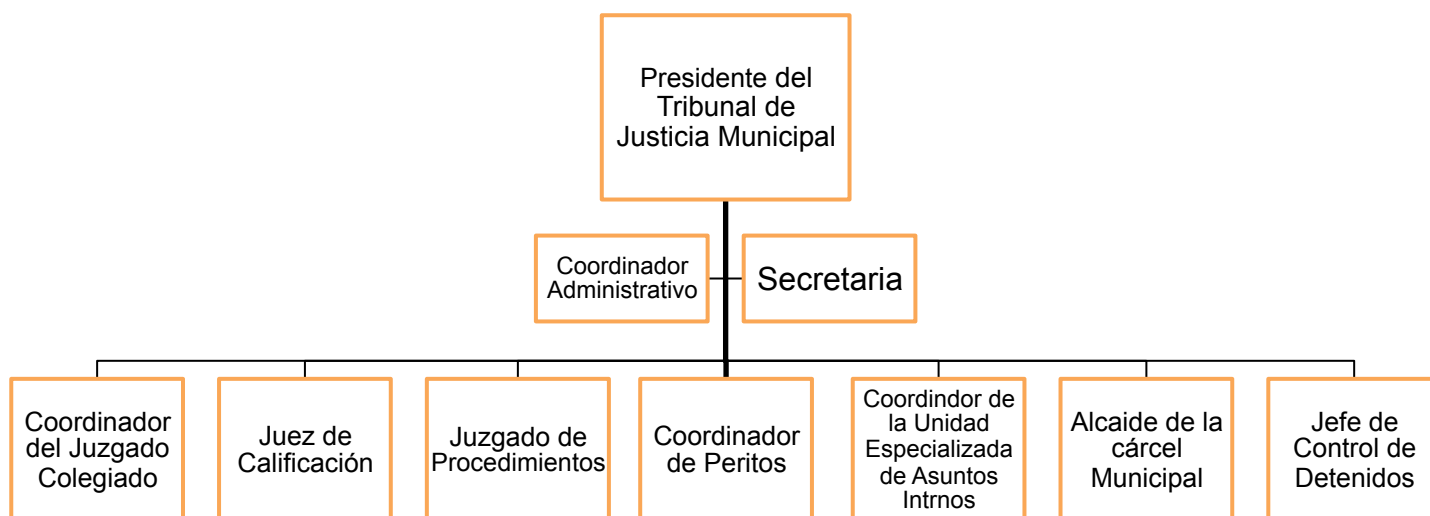 Presidente del
Tribunal de
Justicia Municipal
Coordinador
Administrativo
Secretaria
Coordinador
del Juzgado
Colegiado
Juez de
Calificación
Juzgado de
Procedimientos
Coordinador
de Peritos
Coordindor de
la Unidad
Especializada
de Asuntos
Intrnos
Alcaide de la
cárcel
Municipal
Jefe de
Control de
Detenidos